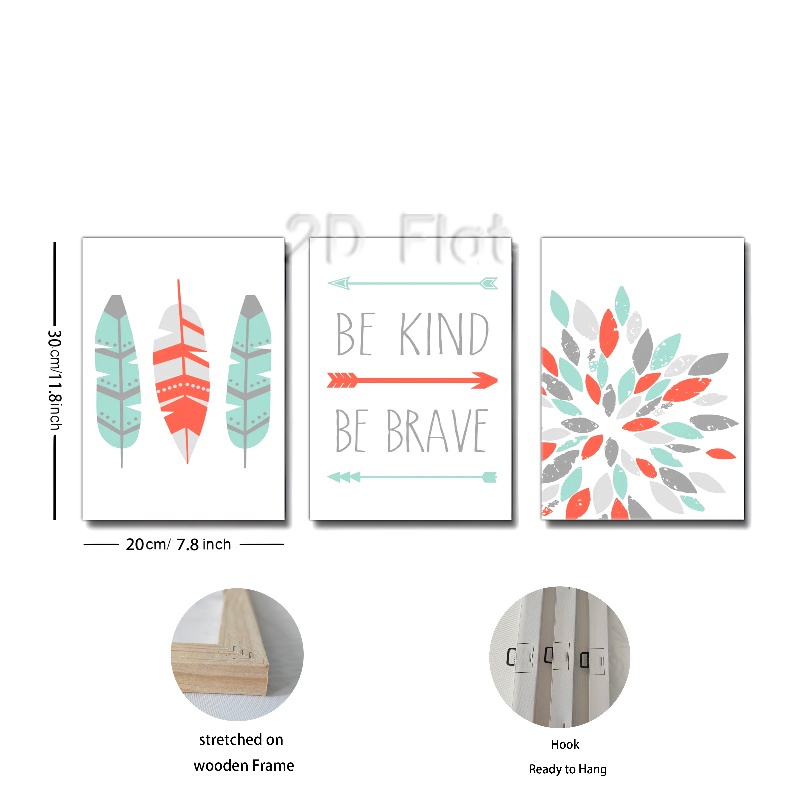 2D Flat
BE KIND
BE BRAVE
30cm/11.8inch
20cm/ 7.8 inch
stretched on
wooden Frame
Hook
Ready to Hang